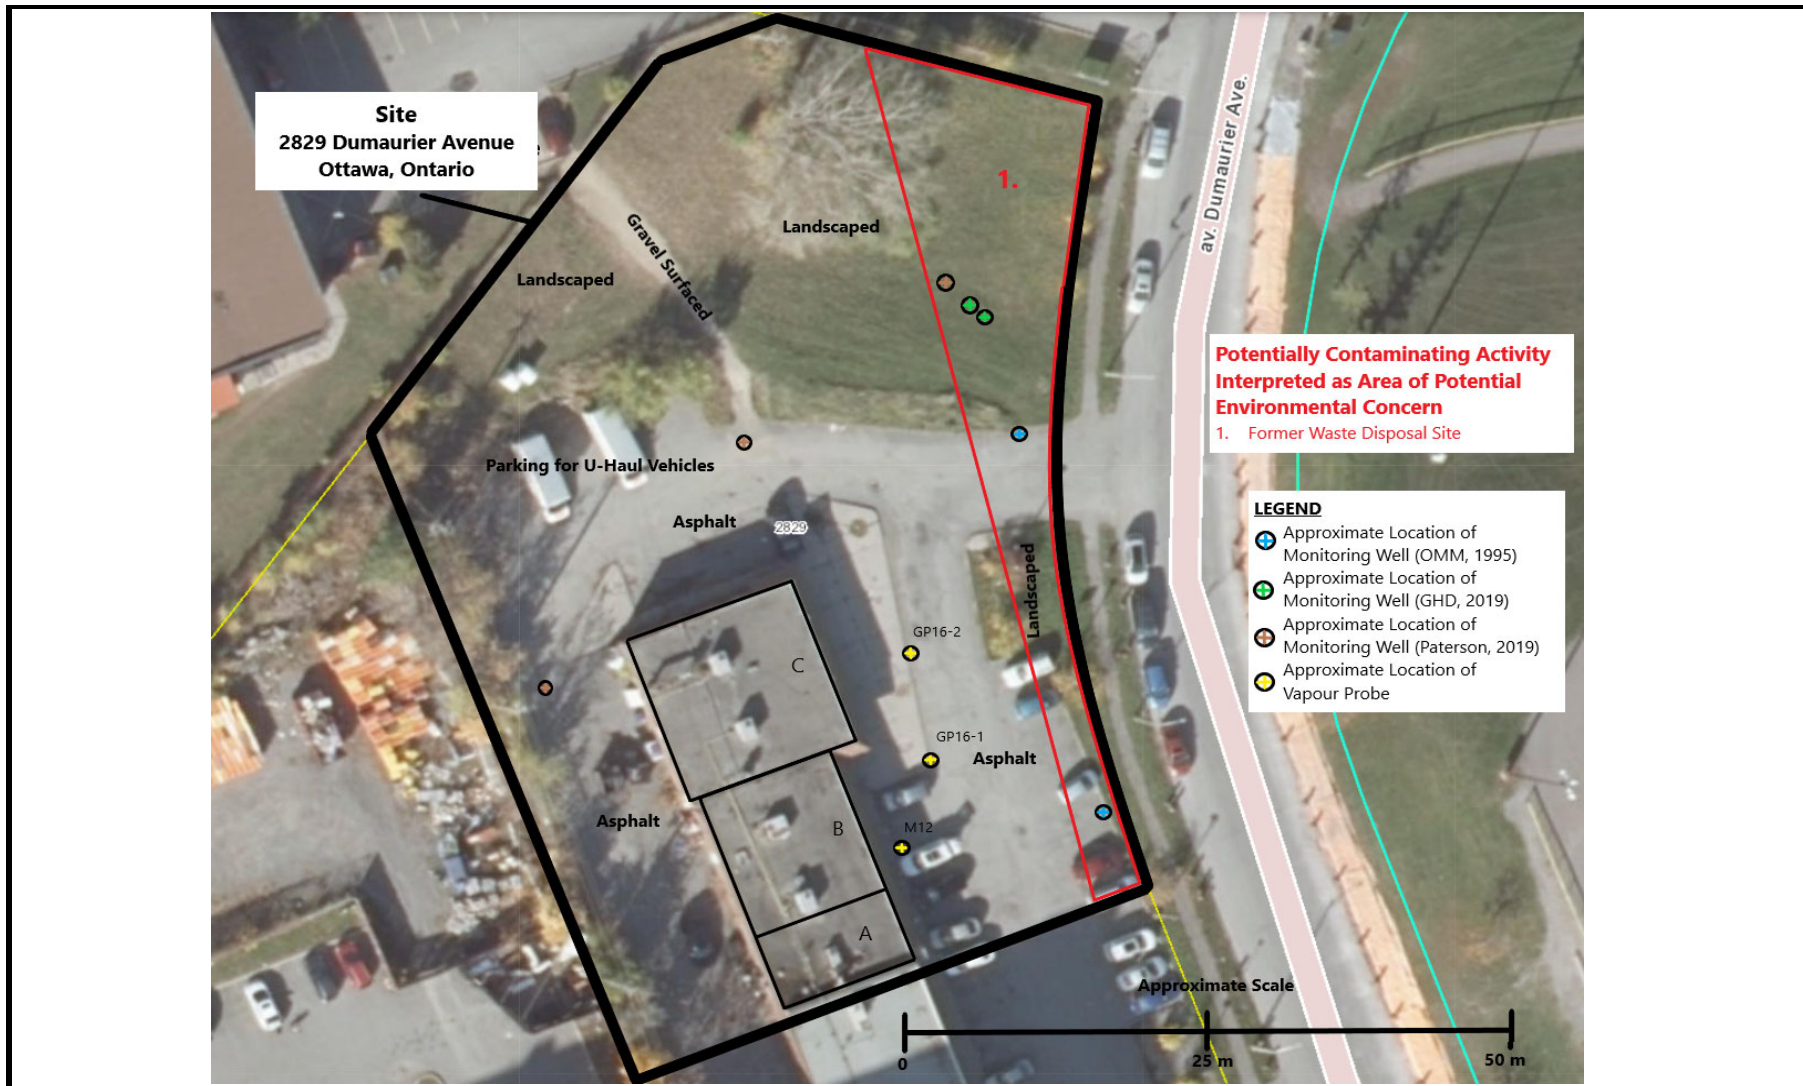 Site
2829 Dumaurier Avenue
Ottawa, Ontario
av. Dumaurier Ave.
1.
Landscaped
Landscaped
Gravel Surfaced
Potentially Contaminating Activity
Interpreted as Area of Potential
Environmental Concern
1. Former Waste Disposal Site
Parking for U-Haul Vehicles
Asphalt
2829
Landscaped
LEGEND
Approximate Location of
Monitoring Well (OMM, 1995)
Approximate Location of
Monitoring Well (GHD, 2019)
Approximate Location of
Monitoring Well (Paterson, 2019)
Approximate Location of
Vapour Probe
GP16-2
C
GP16-1
Asphalt
Asphalt
B
M12
A
Approximate Scale
0
25 m
50 m